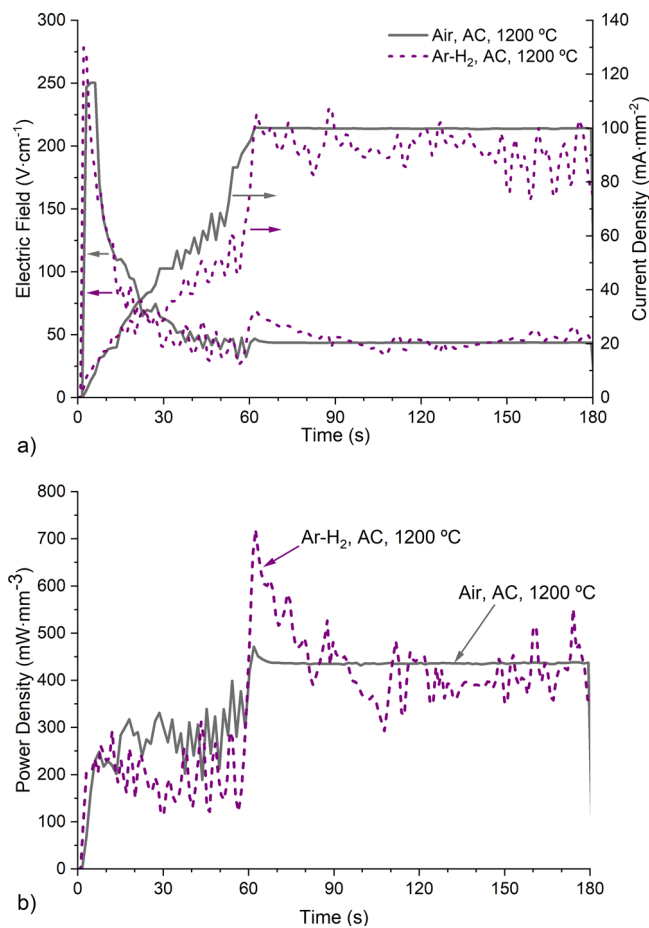 Air, AC, 1200 ºC
Ar-H₂, AC, 1200 ºC
Electric Field (V·cm⁻¹)
300
250
200
150
100
50
0
Current Density (mA·mm⁻²)
140
120
100
80
60
40
20
0
0 30 60 90 120 150 180
Time (s)
a)
Power Density (mW·mm⁻³)
800
700
600
500
400
300
200
100
0
Ar-H₂, AC, 1200 ºC
Air, AC, 1200 ºC
0 30 60 90 120 150 180
Time (s)
b)